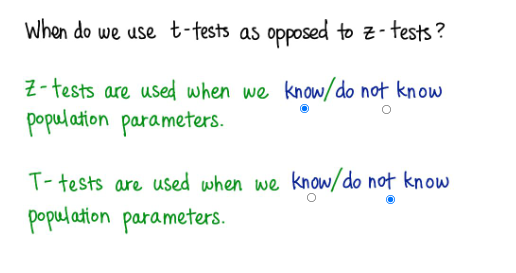 When do we use t-tests as opposed to z-tests?
Z-tests are used when we know/do not know
population parameters.
T-tests are used when we know/do not know
population parameters.